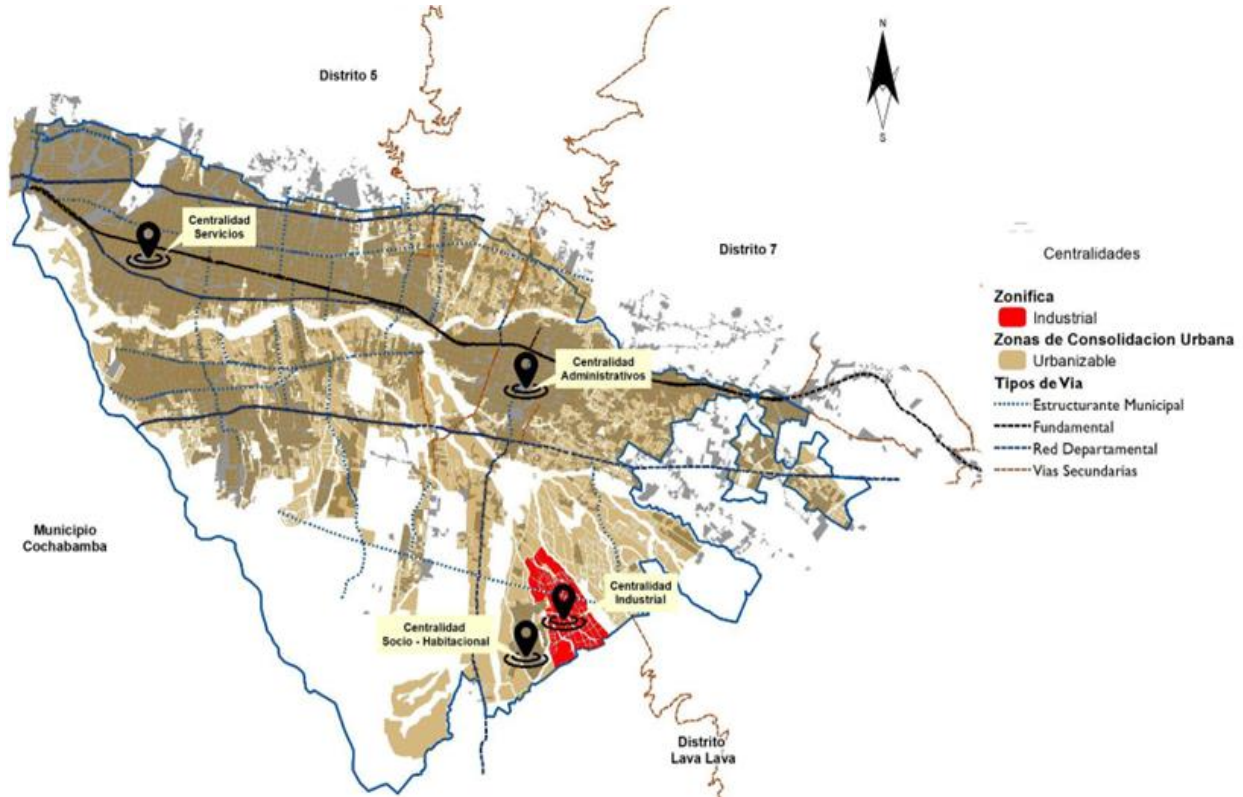 N
S
Distrito 5
Centralidad
Servicios
Distrito 7
Centralidad
Administrativos
Municipio
Cochabamba
Centralidad
Industrial
Centralidad
Socio - Habitacional
Distrito
Lava Lava
Centralidades
Zonifica
Industrial
Zonas de Consolidacion Urbana
Urbanizable
Tipos de Via
Estructurante Municipal
Fundamental
Red Departamental
Vias Secundarias